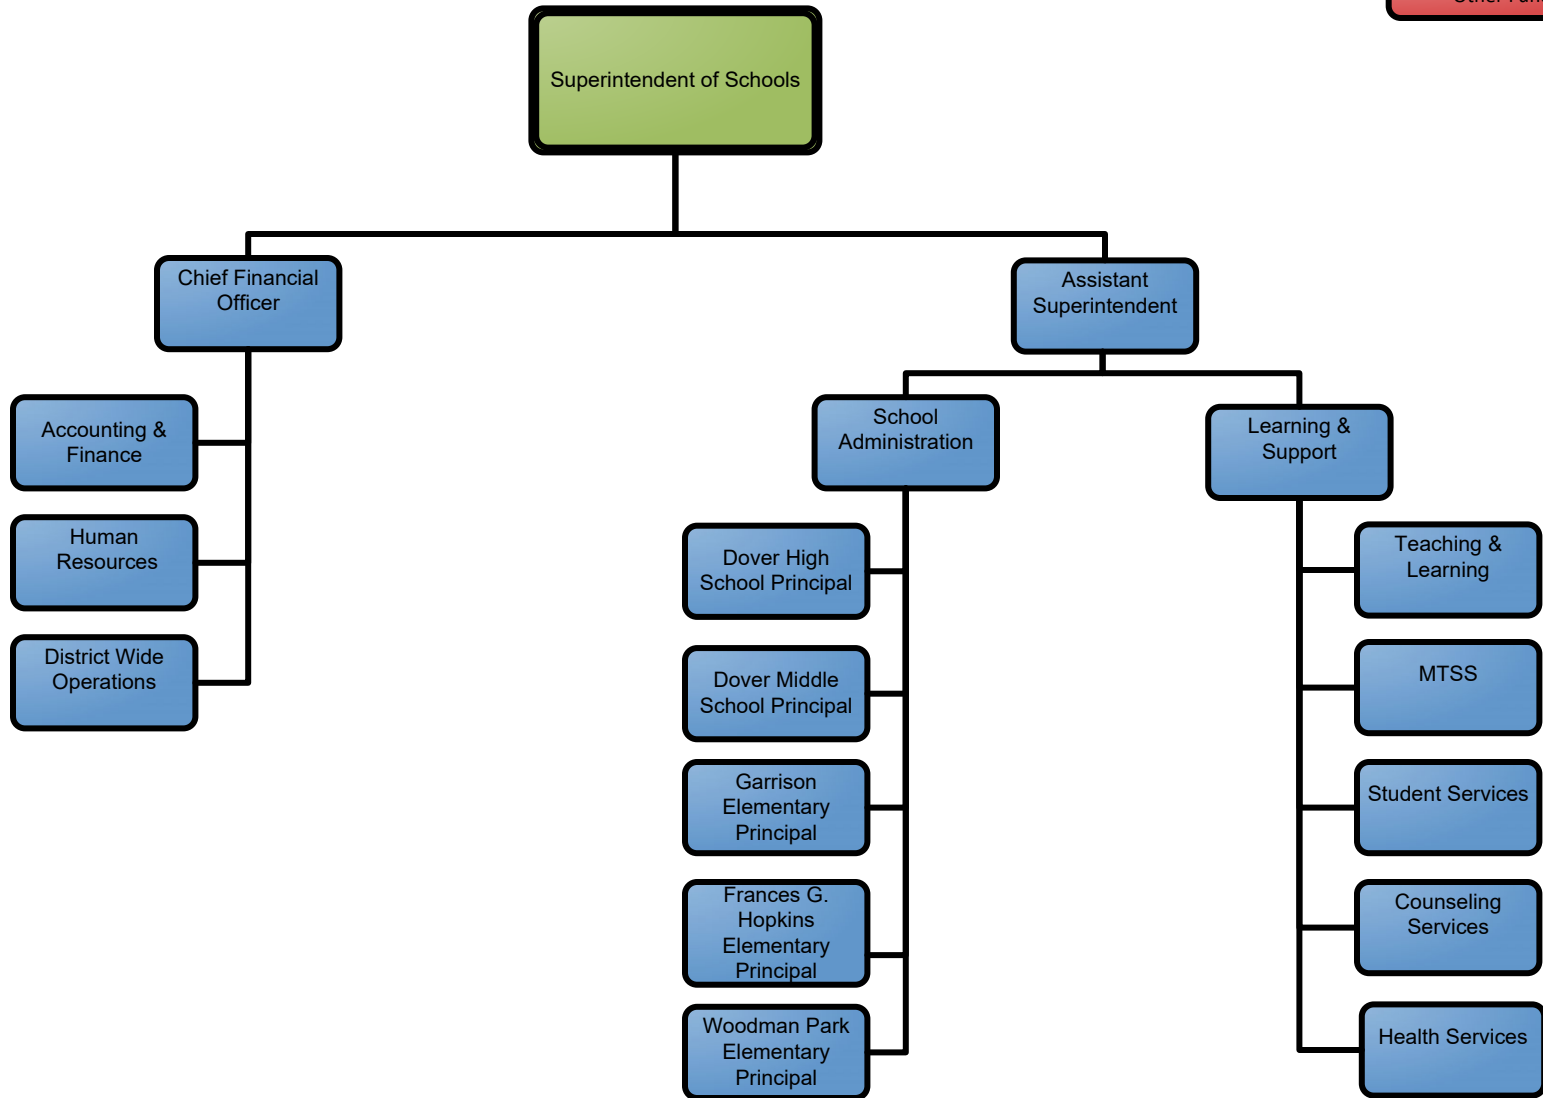 Other
Superintendent of Schools
Chief Financial
Officer
Assistant
Superintendent
Accounting &
Finance
Human
Resources
District Wide
Operations
School
Administration
Learning &
Support
Dover High
School Principal
Dover Middle
School Principal
Garrison
Elementary
Principal
Frances G.
Hopkins
Elementary
Principal
Woodman Park
Elementary
Principal
Teaching &
Learning
MTSS
Student Services
Counseling
Services
Health Services